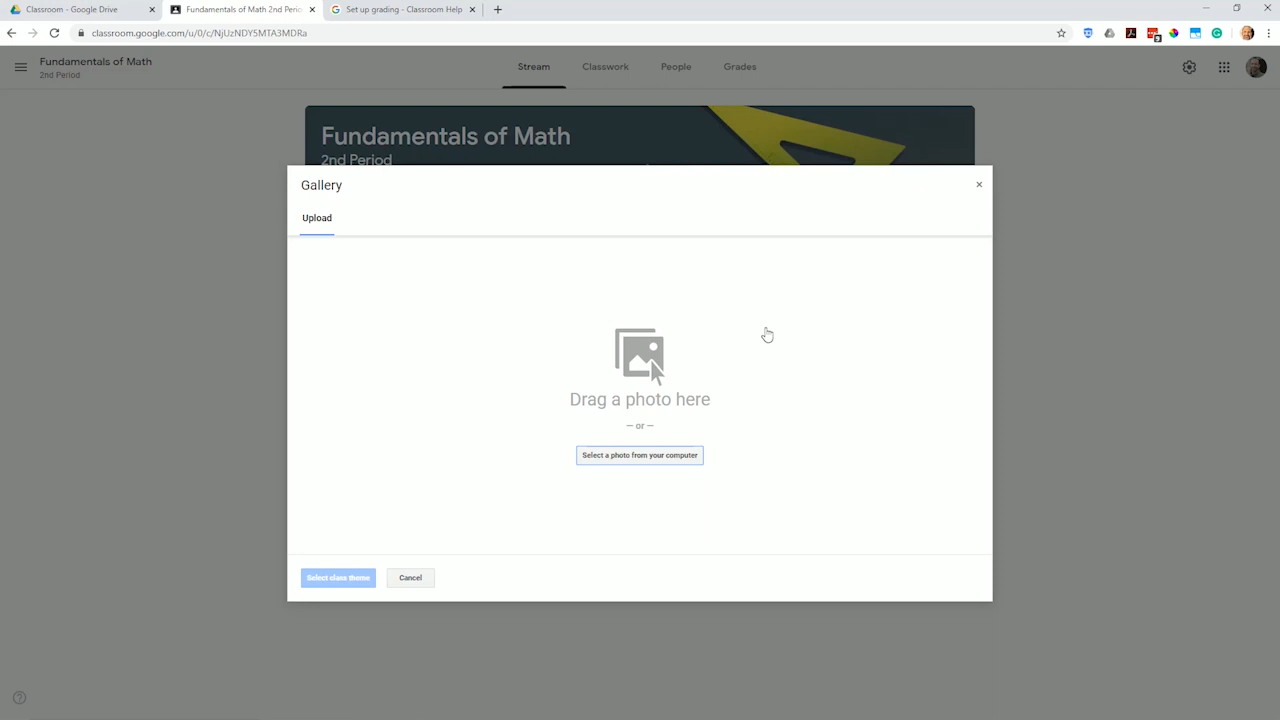 Classroom - Google Drive
Fundamentals of Math 2nd Perio
Set up grading - Classroom Help
classroom.google.com/u/0/c/NjUzNDY5MTA3MDRa
Fundamentals of Math
2nd Period
Stream
Classwork
People
Grades
Fundamentals of Math
2nd Period
Gallery
Upload
Drag a photo here
— or —
Select a photo from your computer
Select class theme
Cancel